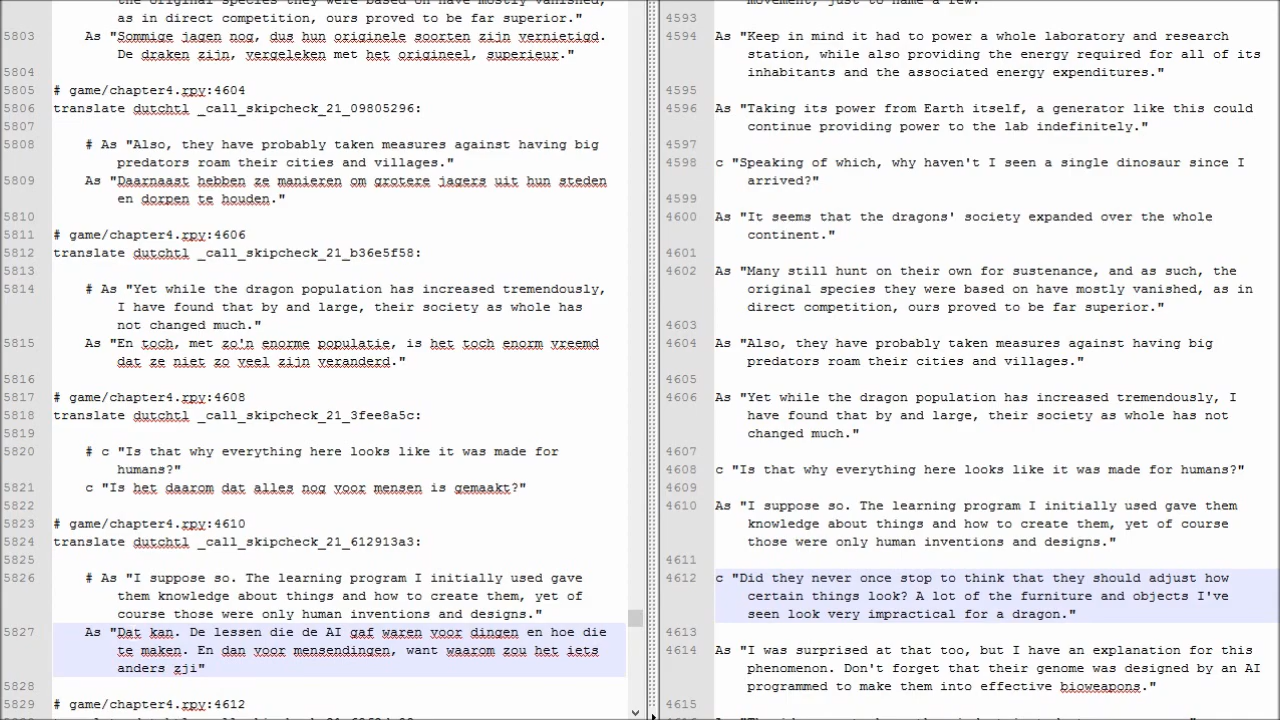 the original species they were based on have mostly vanished,
as in direct competition, ours proved to be far superior."
5803 As "Sommige jagen nog, dus hun originele soorten zijn vernietigd.
De draken zijn, vergeleken met het origineel, superieur."
5804
5805 # game/chapter4.rpy:4604
5806 translate dutchtl _call_skipcheck_21_09805296:
5807
5808 # As "Also, they have probably taken measures against having big
predators roam their cities and villages."
5809 As "Daarnaast hebben ze manieren om grotere jagers uit hun steden
en dorpen te houden."
5810
5811 # game/chapter4.rpy:4606
5812 translate dutchtl _call_skipcheck_21_b36e5f58:
5813
5814 # As "Yet while the dragon population has increased tremendously,
I have found that by and large, their society as whole has
not changed much."
5815 As "En toch, met zo'n enorme populatie, is het toch enorm vreemd
dat ze niet zo veel zijn veranderd."
5816
5817 # game/chapter4.rpy:4608
5818 translate dutchtl _call_skipcheck_21_3fee8a5c:
5819
5820 # c "Is that why everything here looks like it was made for
humans?"
5821 c "Is het daarom dat alles nog voor mensen is gemaakt?"
5822
5823 # game/chapter4.rpy:4610
5824 translate dutchtl _call_skipcheck_21_612913a3:
5825
5826 # As "I suppose so. The learning program I initially used gave
them knowledge about things and how to create them, yet of
course those were only human inventions and designs."
5827 As "Dat kan. De lessen die de AI gaf waren voor dingen en hoe die
te maken. En dan voor mensendingen, want waarom zou het iets
anders zji"
5828
5829 # game/chapter4.rpy:4612
movement, just to name a few.
4593
4594 As "Keep in mind it had to power a whole laboratory and research
station, while also providing the energy required for all of its
inhabitants and the associated energy expenditures."
4595
4596 As "Taking its power from Earth itself, a generator like this could
continue providing power to the lab indefinitely."
4597
4598 c "Speaking of which, why haven't I seen a single dinosaur since I
arrived?"
4599
4600 As "It seems that the dragons' society expanded over the whole
continent."
4601
4602 As "Many still hunt on their own for sustenance, and as such, the
original species they were based on have mostly vanished, as in
direct competition, ours proved to be far superior."
4603
4604 As "Also, they have probably taken measures against having big
predators roam their cities and villages."
4605
4606 As "Yet while the dragon population has increased tremendously, I
have found that by and large, their society as whole has not
changed much."
4607
4608 c "Is that why everything here looks like it was made for humans?"
4609
4610 As "I suppose so. The learning program I initially used gave them
knowledge about things and how to create them, yet of course
those were only human inventions and designs."
4611
4612 c "Did they never once stop to think that they should adjust how
certain things look? A lot of the furniture and objects I've
seen look very impractical for a dragon."
4613
4614 As "I was surprised at that too, but I have an explanation for this
phenomenon. Don't forget that their genome was designed by an AI
programmed to make them into effective bioweapons."
4615